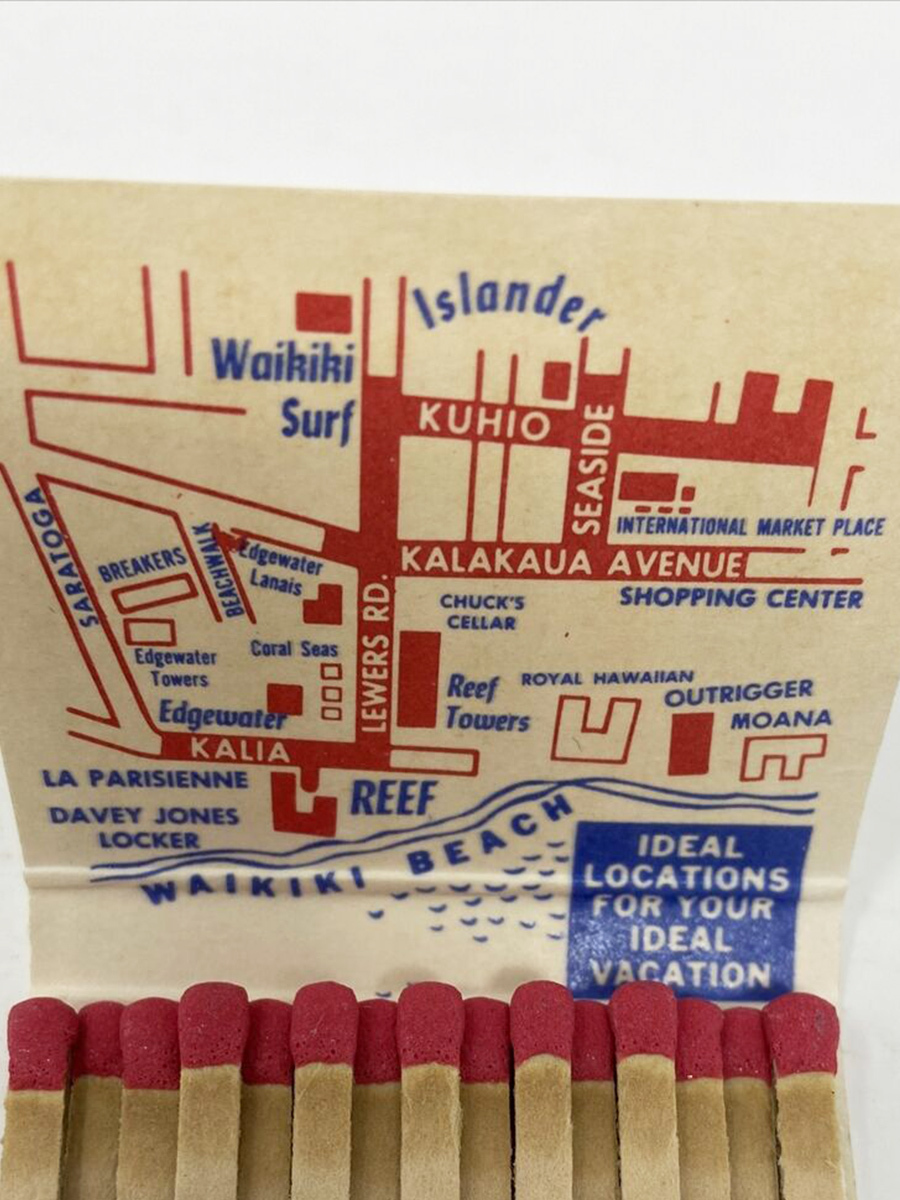 Islander
Waikiki
Surf
KUHIO
SEASIDE
INTERNATIONAL MARKET PLACE
KALAKAUA AVENUE
SHOPPING CENTER
SARATOGA
BREAKERS
BEACHWALK
Edgewater
Lanais
LEWERS RD.
CHUCK'S
CELLAR
Edgewater
Towers
Coral Seas
Edgewater
Reef
Towers
ROYAL HAWAIIAN
OUTRIGGER
MOANA
KALIA
LA PARISIENNE
REEF
DAVEY JONES
LOCKER
WAIKIKI BEACH
IDEAL
LOCATIONS
FOR YOUR
IDEAL
VACATION